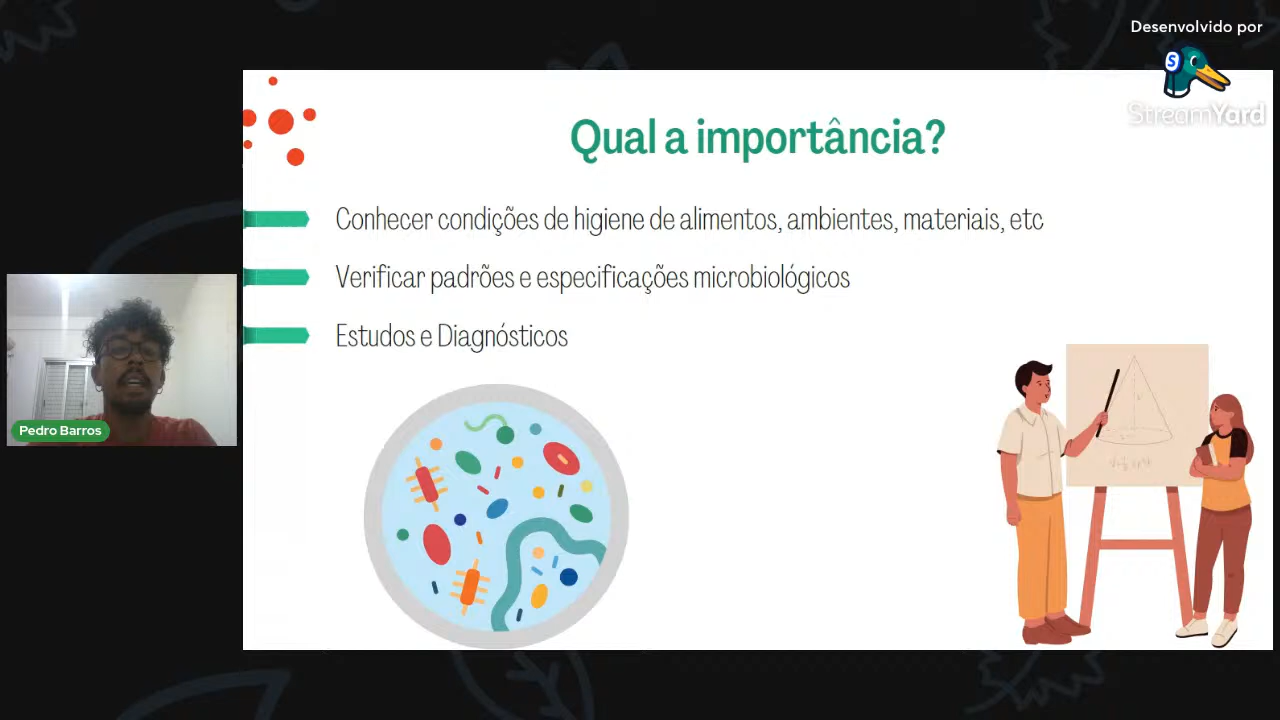 Desenvolvido por
S
StreamYard
Qual a importância?
Conhecer condições de higiene de alimentos, ambientes, materiais, etc
Verificar padrões e especificações microbiológicos
Estudos e Diagnósticos
Pedro Barros